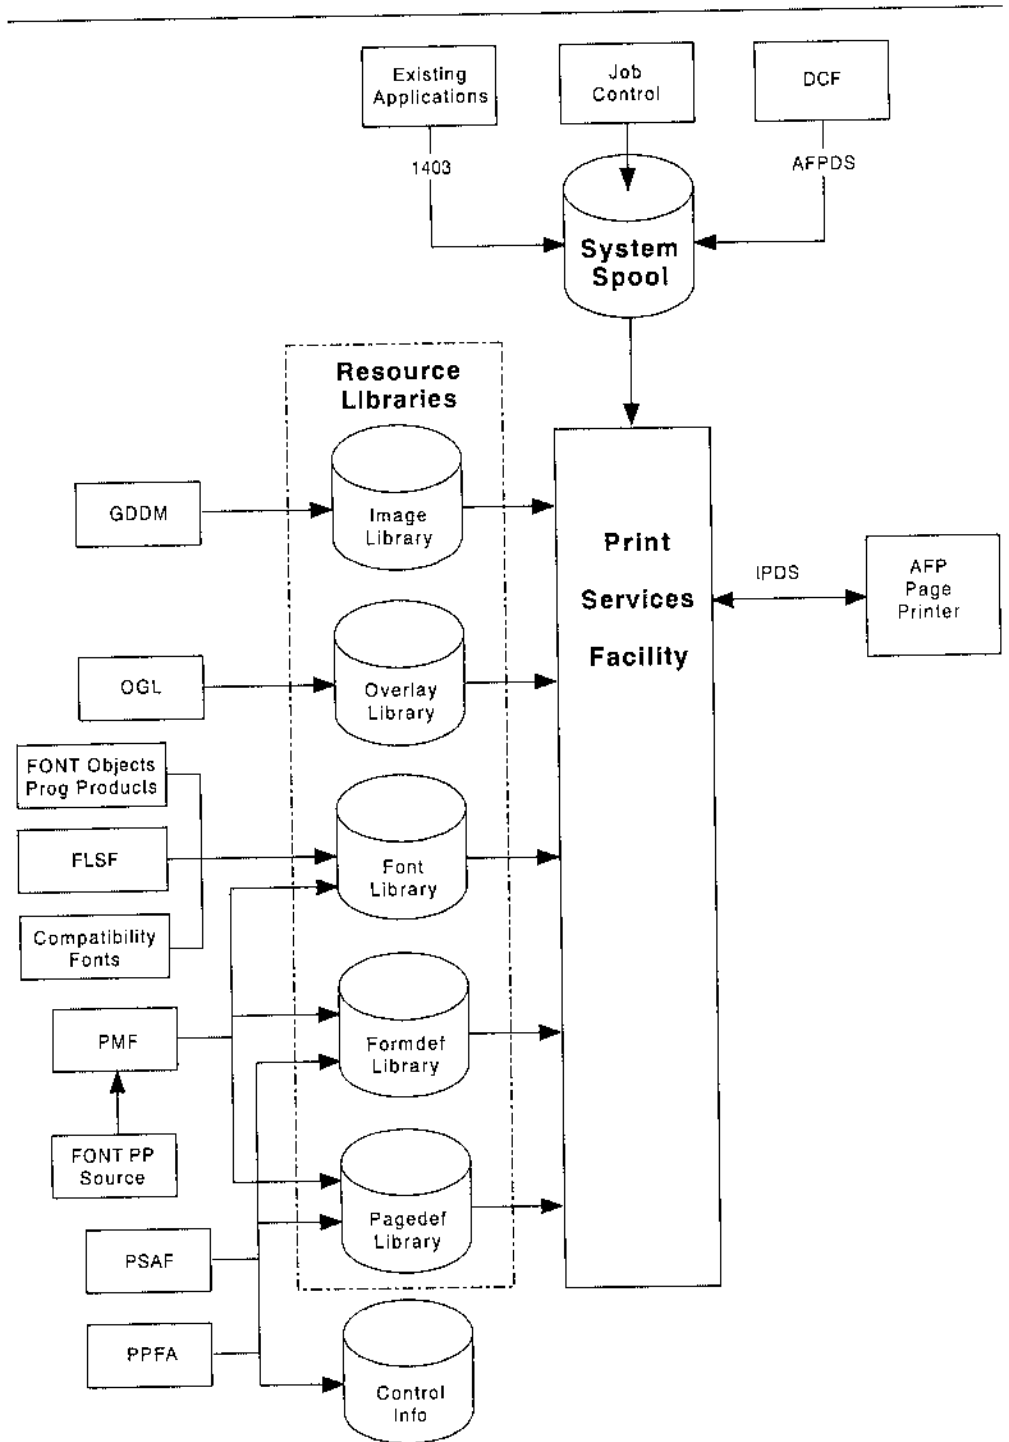 Existing
Applications
Job
Control
DCF
1403
AFPDS
System
Spool
Resource
Libraries
Image
Library
GDDM
Print
Services
Facility
IPDS
AFP
Page
Printer
OGL
Overlay
Library
FONT Objects
Prog Products
FLSF
Font
Library
Compatibility
Fonts
PMF
Formdef
Library
FONT PP
Source
Pagedef
Library
PSAF
PPFA
Control
Info